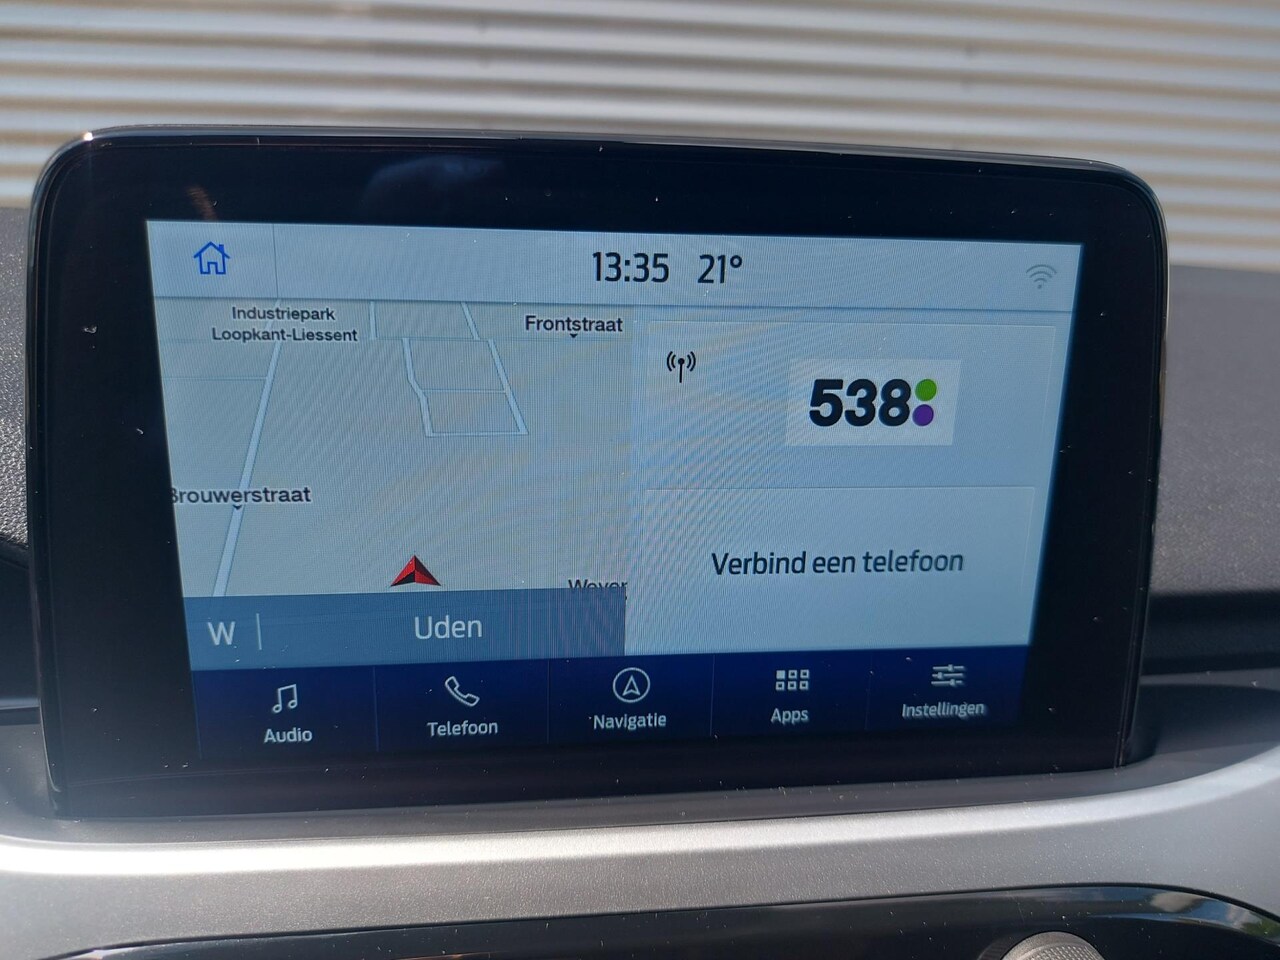 13:35 21°
Industriepark
Loopkant-Liessent
Frontstraat
538
Brouwerstraat
Verbind een telefoon
W
Uden
Audio
Telefoon
Navigatie
Apps
Instellingen